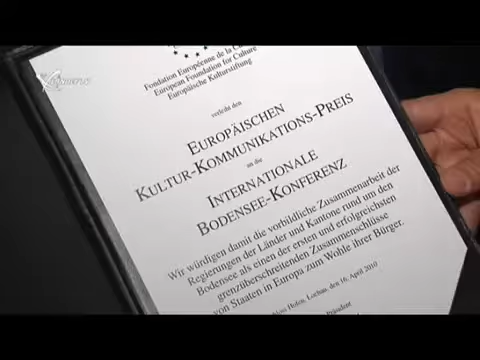 Fondation Européenne de la
European Foundation for Culture
Europäische Kulturstiftung
verleiht den
EUROPÄISCHEN
KULTUR-KOMMUNIKATIONS-PREIS
an die
INTERNATIONALE
BODENSEE-KONFERENZ
Wir würdigen damit die vorbildliche Zusammenarbeit der
Regierungen der Länder und Kantone rund um den
Bodensee als einen der ersten und erfolgreichsten
grenzüberschreitenden Zusammenschlüsse
von Staaten in Europa zum Wohle ihrer Bürger.
Hofen, Lochau, den 16. April 2010
Präsident